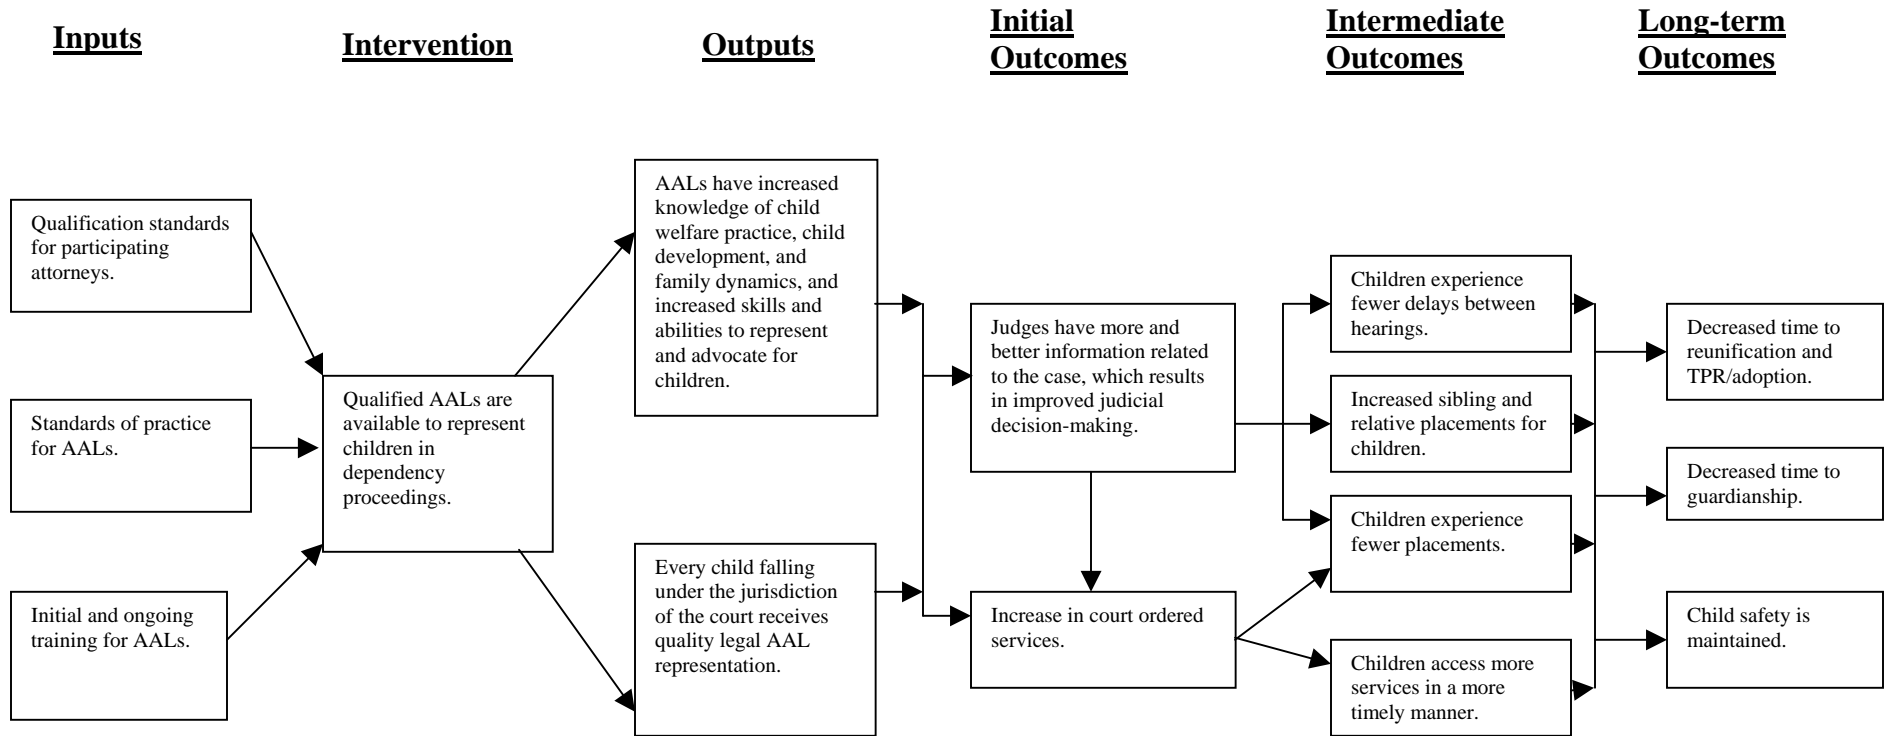 Inputs
Intervention
Outputs
Initial
Outcomes
Intermediate
Outcomes
Long-term
Outcomes
Qualification standards
for participating
attorneys.
Standards of practice
for AALs.
Initial and ongoing
training for AALs.
Qualified AALs are
available to represent
children in
dependency
proceedings.
AALs have increased
knowledge of child
welfare practice, child
development, and
family dynamics, and
increased skills and
abilities to represent
and advocate for
children.
Every child falling
under the jurisdiction
of the court receives
quality legal AAL
representation.
Judges have more and
better information related
to the case, which results
in improved judicial
decision-making.
Increase in court ordered
services.
Children experience
fewer delays between
hearings.
Increased sibling and
relative placements for
children.
Children experience
fewer placements.
Children access more
services in a more
timely manner.
Decreased time to
reunification and
TPR/adoption.
Decreased time to
guardianship.
Child safety is
maintained.